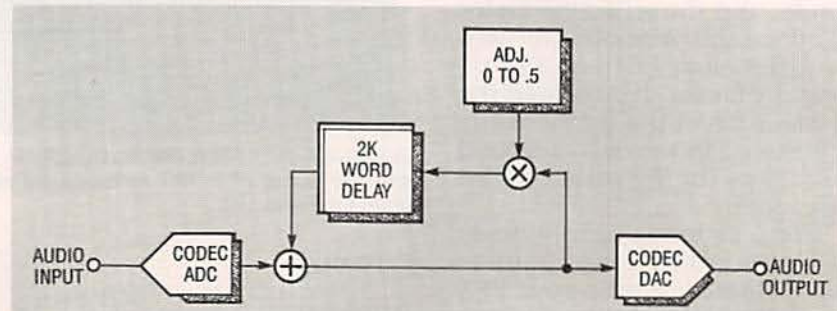 ADJ.
0 TO .5
2K
WORD
DELAY
AUDIO
INPUT
CODEC
ADC
CODEC
DAC
AUDIO
OUTPUT